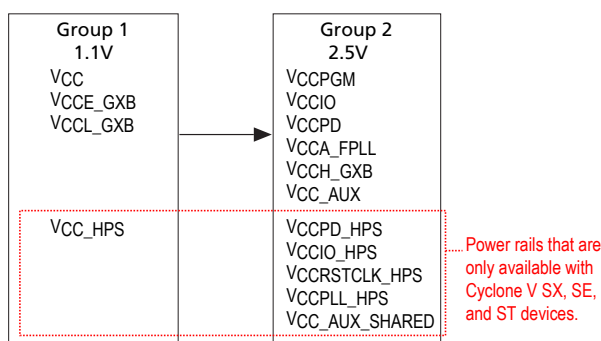 Group 1
1.1V
VCC
VCCE_GXB
VCCL_GXB
VCC_HPS
Group 2
2.5V
VCCPGM
VCCIO
VCCPD
VCCA_FPLL
VCCH_GXB
VCC_AUX
VCCPD_HPS
VCCIO_HPS
VCCRSTCLK_HPS
VCCPLL_HPS
VCC_AUX_SHARED
Power rails that are
only available with
Cyclone V SX, SE,
and ST devices.